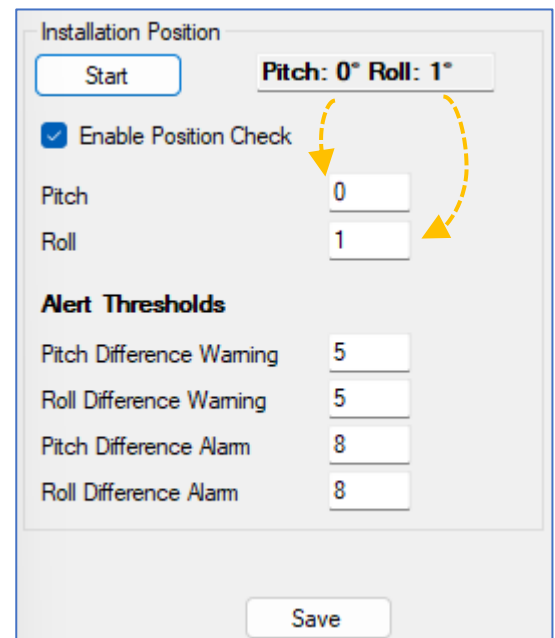 Installation Position
Start Pitch: 0° Roll: 1°
Enable Position Check
Pitch 0
Roll 1
Alert Thresholds
Pitch Difference Warning 5
Roll Difference Warning 5
Pitch Difference Alarm 8
Roll Difference Alarm 8
Save